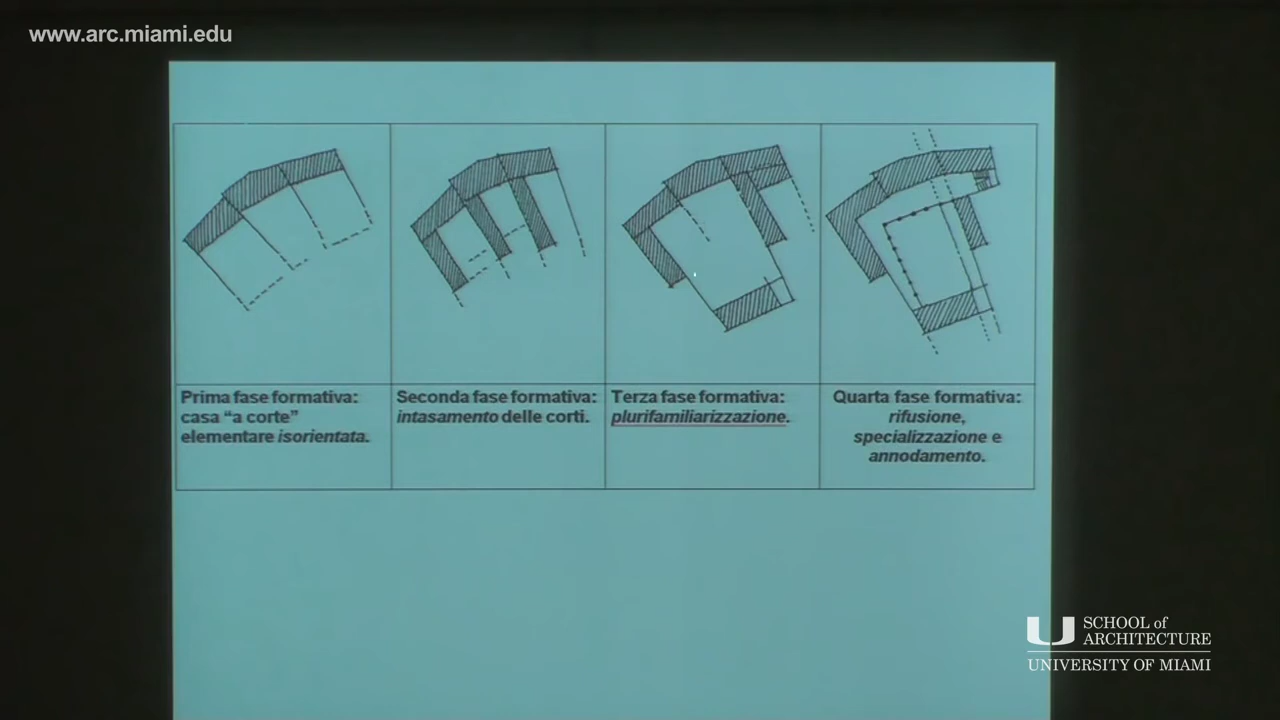 www.arc.miami.edu
Prima fase formativa:
casa “a corte”
elementare isorientata.
Seconda fase formativa:
intasamento delle corti.
Terza fase formativa:
plurifamiliarizzazione.
Quarta fase formativa:
rifusione,
specializzazione e
annodamento.
U SCHOOL of
ARCHITECTURE
UNIVERSITY OF MIAMI